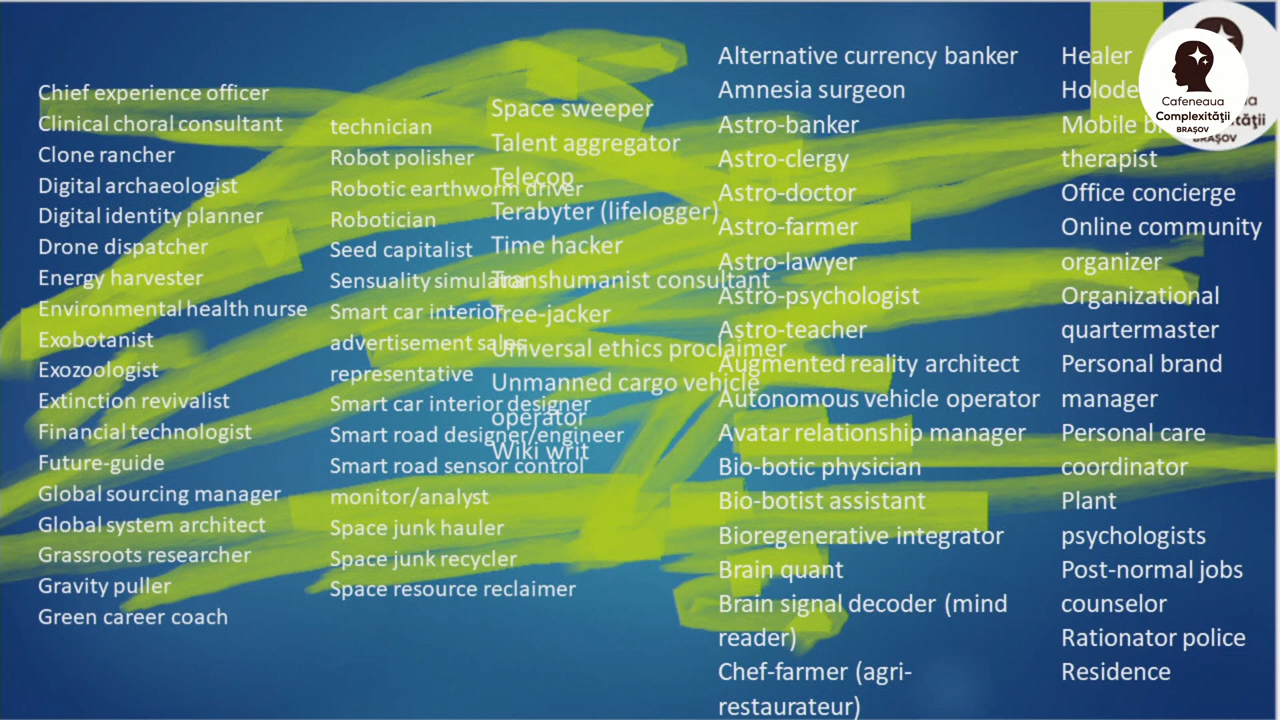 Chief experience officer
Clinical choral consultant
Clone rancher
Digital archaeologist
Digital identity planner
Drone dispatcher
Energy harvester
Environmental health nurse
Exobotanist
Exozoologist
Extinction revivalist
Financial technologist
Future-guide
Global sourcing manager
Global system architect
Grassroots researcher
Gravity puller
Green career coach
technician
Robot polisher
Robotic earthworm driver
Robotician
Seed capitalist
Sensuality simulator
Smart car interior
advertisement sales
representative
Smart car interior designer
Smart road designer/engineer
Smart road sensor control
monitor/analyst
Space junk hauler
Space junk recycler
Space resource reclaimer
Space sweeper
Talent aggregator
Telecop
Terabyter (lifelogger)
Time hacker
Transhumanist consultant
Tree-jacker
Universal ethics proclaimer
Unmanned cargo vehicle
operator
Wiki writ
Alternative currency banker
Amnesia surgeon
Astro-banker
Astro-clergy
Astro-doctor
Astro-farmer
Astro-lawyer
Astro-psychologist
Astro-teacher
Augmented reality architect
Autonomous vehicle operator
Avatar relationship manager
Bio-botic physician
Bio-botist assistant
Bioregenerative integrator
Brain quant
Brain signal decoder (mind
reader)
Chef-farmer (agri-
restaurateur)
Healer
Holode
Mobile b
therapist
Office concierge
Online community
organizer
Organizational
quartermaster
Personal brand
manager
Personal care
coordinator
Plant
psychologists
Post-normal jobs
counselor
Rationator police
Residence
Cafeneaua
Complexităţii
BRAŞOV